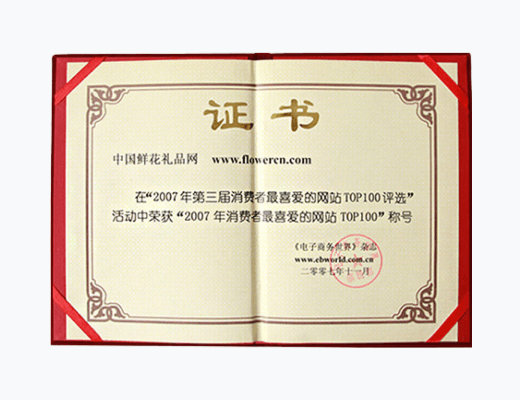 证书
中国鲜花礼品网 www.flowercn.com
在“2007年第三届消费者最喜爱的网站TOP100评选”
活动中荣获“2007年消费者最喜爱的网站TOP100”称号
《电子商务世界》杂志
www.ebworld.com.cn
二零零七年十一月